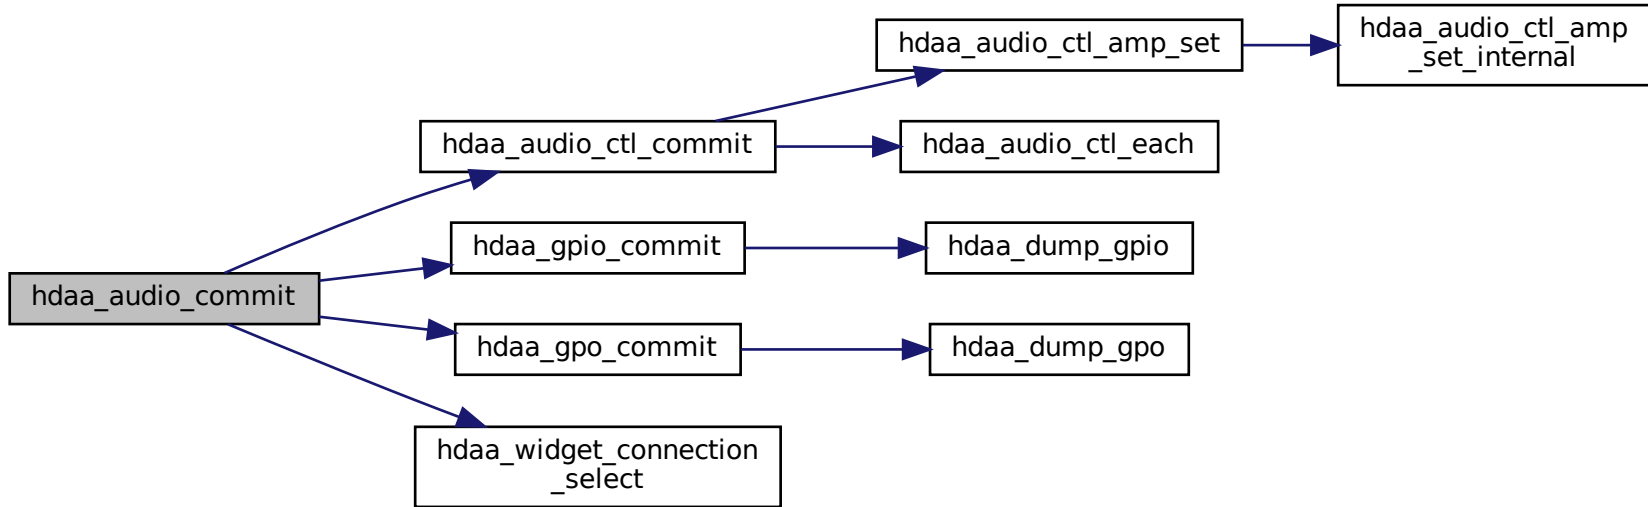 hdaa_audio_commit
hdaa_audio_ctl_commit
hdaa_gpio_commit
hdaa_gpo_commit
hdaa_widget_connection
_select
hdaa_audio_ctl_amp_set
hdaa_audio_ctl_each
hdaa_dump_gpio
hdaa_dump_gpo
hdaa_audio_ctl_amp
_set_internal